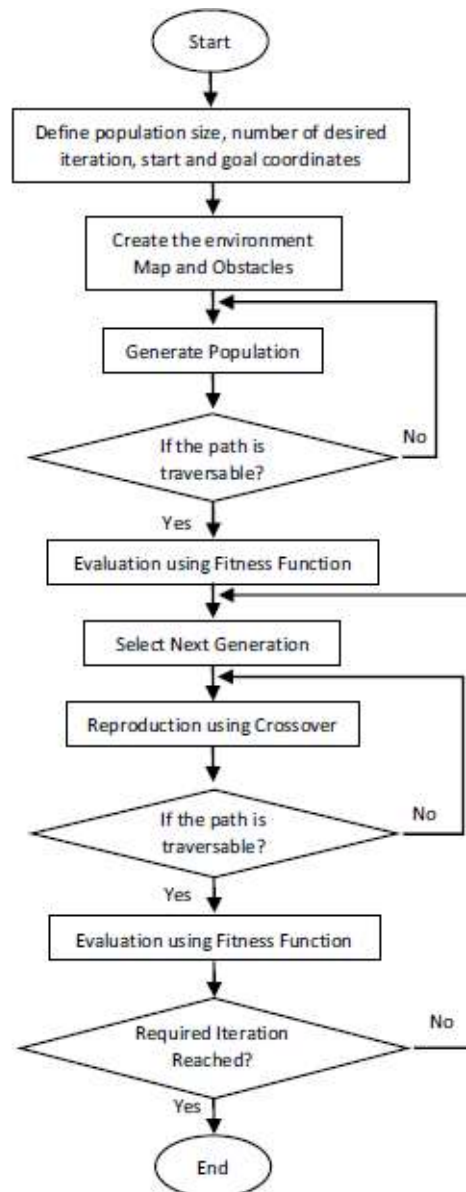 Start
Define population size, number of desired
iteration, start and goal coordinates
Create the environment
Map and Obstacles
Generate Population
If the path is
traversable?
No
Yes
Evaluation using Fitness Function
Select Next Generation
Reproduction using Crossover
If the path is
traversable?
No
Yes
Evaluation using Fitness Function
Required Iteration
Reached?
No
Yes
End